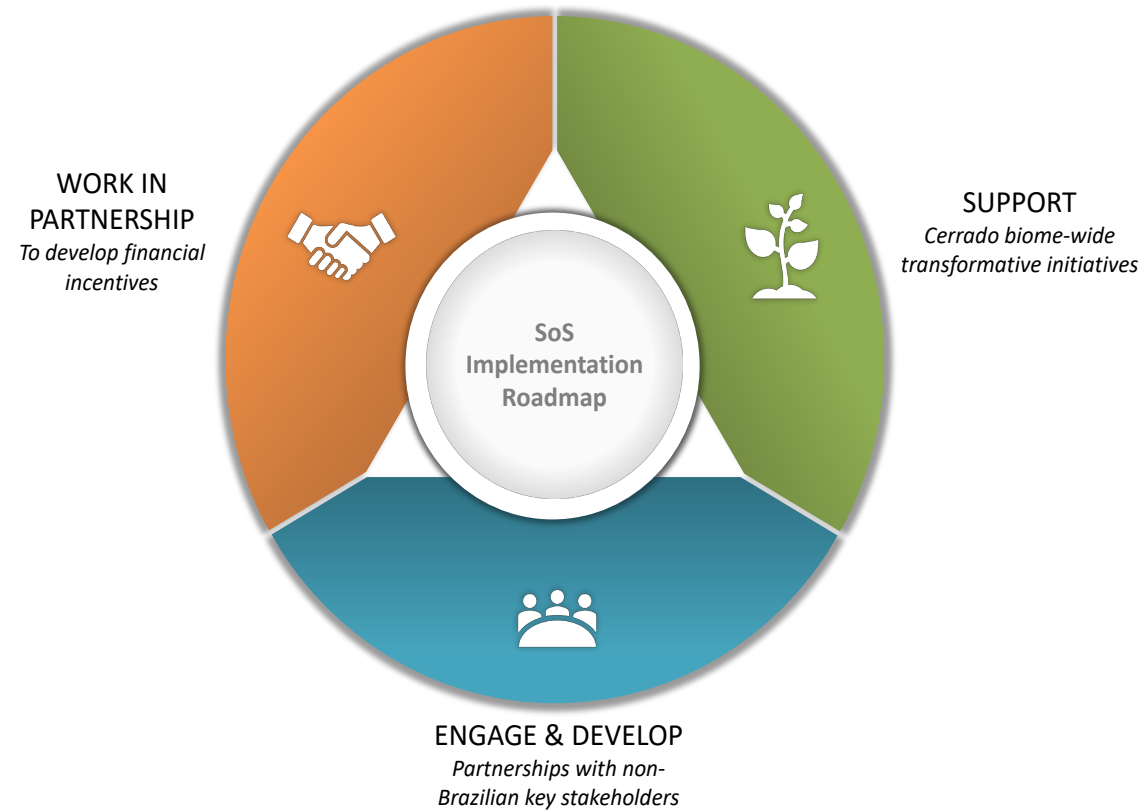 WORK IN
PARTNERSHIP
To develop financial
incentives
SUPPORT
Cerrado biome-wide
transformative initiatives
SoS
Implementation
Roadmap
ENGAGE & DEVELOP
Partnerships with non-
Brazilian key stakeholders